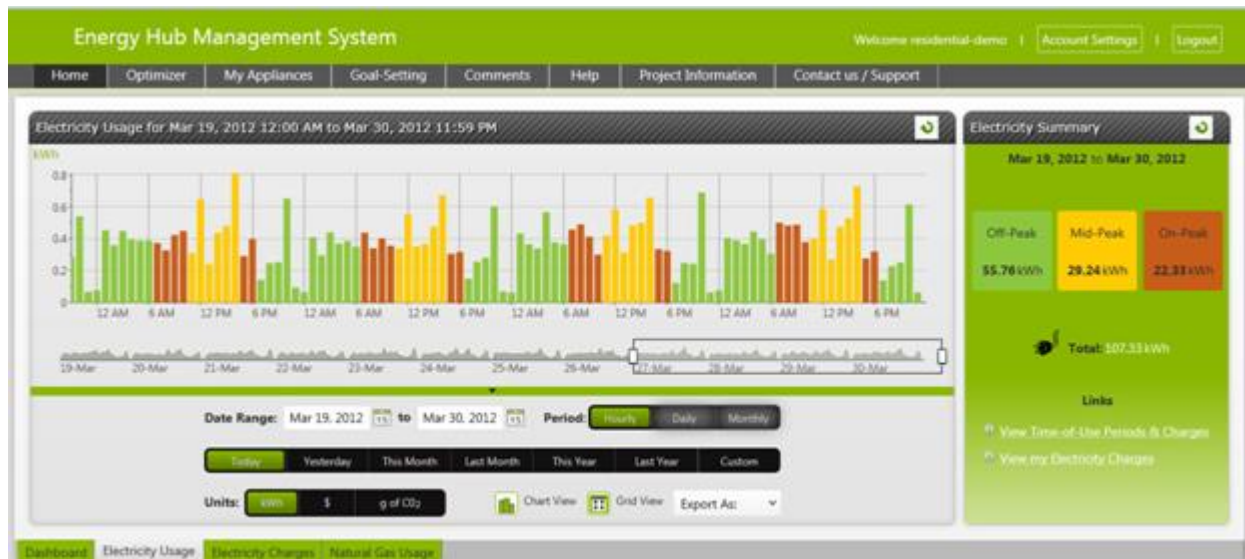 Energy Hub Management System
Welcome residential-demo | Account Settings | Logout
Home Optimizer My Appliances Goal-Setting Comments Help Project Information Contact us / Support
Electricity Usage for Mar 19, 2012 12:00 AM to Mar 30, 2012 11:59 PM
Electricity Summary
kWh
Mar 19, 2012 to Mar 30, 2012
0.8
0.6
0.4
0.2
0
Off-Peak Mid-Peak On-Peak
55.76 kWh 29.24 kWh 22.33 kWh
12 AM 6 AM 12 PM 6 PM 12 AM 6 AM 12 PM 6 PM 12 AM 6 AM 12 PM 6 PM 12 AM 6 AM 12 PM 6 PM
Total: 107.33 kWh
19-Mar 20-Mar 21-Mar 22-Mar 23-Mar 24-Mar 25-Mar 26-Mar 27-Mar 28-Mar 29-Mar 30-Mar
Links
View Time-of-Use Periods & Charges
View my Electricity Charges
Date Range: Mar 19, 2012 15 to Mar 30, 2012 15 Period: Hourly Daily Monthly
Today Yesterday This Month Last Month This Year Last Year Custom
Units: kWh $ g of CO₂ Chart View Grid View Export As:
Dashboard Electricity Usage Electricity Charges Natural Gas Usage